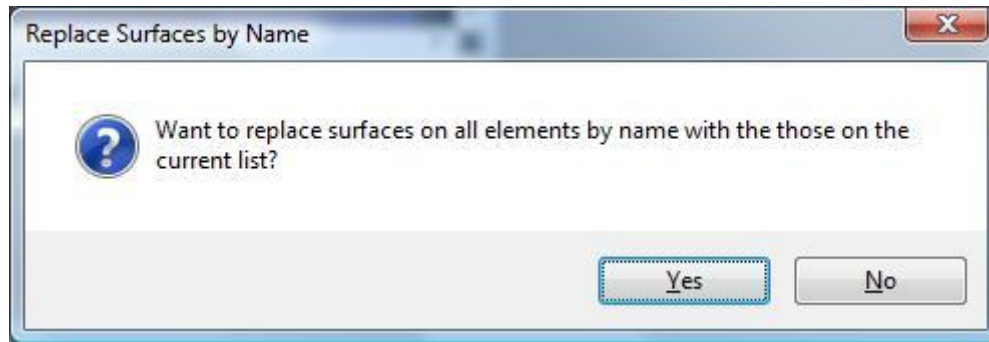 Replace Surfaces by Name
Want to replace surfaces on all elements by name with the those on the
current list?
Yes
No